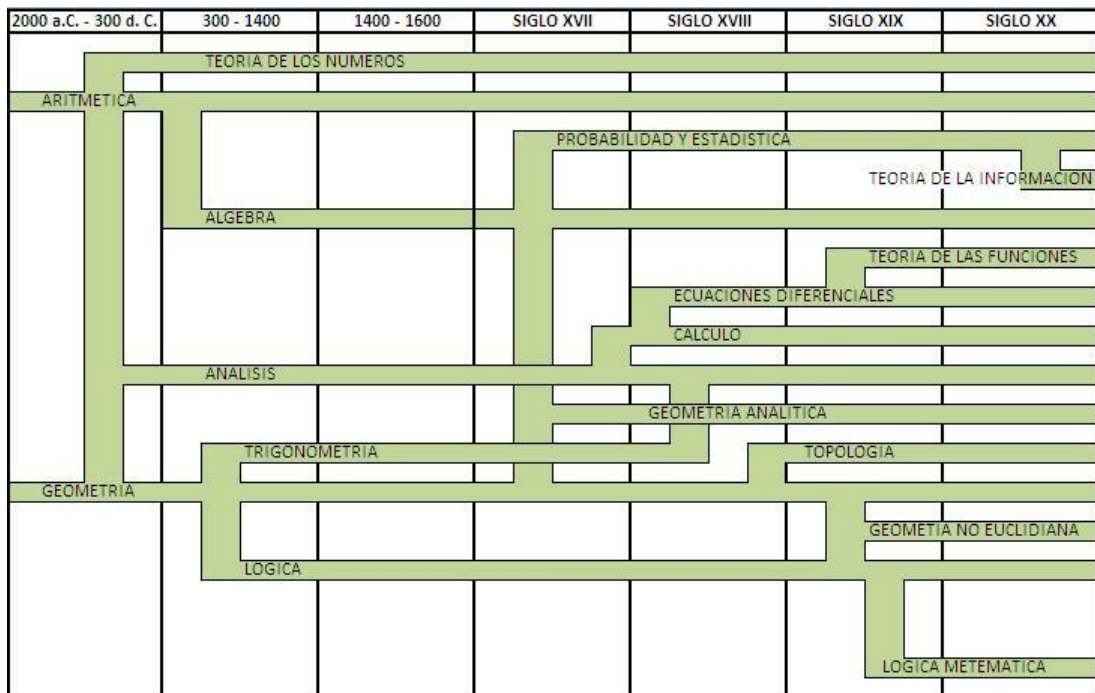 2000 a.C. - 300 d. C. 300 - 1400 1400 - 1600 SIGLO XVII SIGLO XVIII SIGLO XIX SIGLO XX
TEORIA DE LOS NUMEROS
ARITMETICA
PROBABILIDAD Y ESTADISTICA
TEORIA DE LA INFORMACION
ALGEBRA
TEORIA DE LAS FUNCIONES
ECUACIONES DIFERENCIALES
CALCULO
ANALISIS
GEOMETRIA ANALITICA
TRIGONOMETRIA TOPOLOGIA
GEOMETRIA
GEOMETIA NO EUCLIDIANA
LOGICA
LOGICA METEMATICA